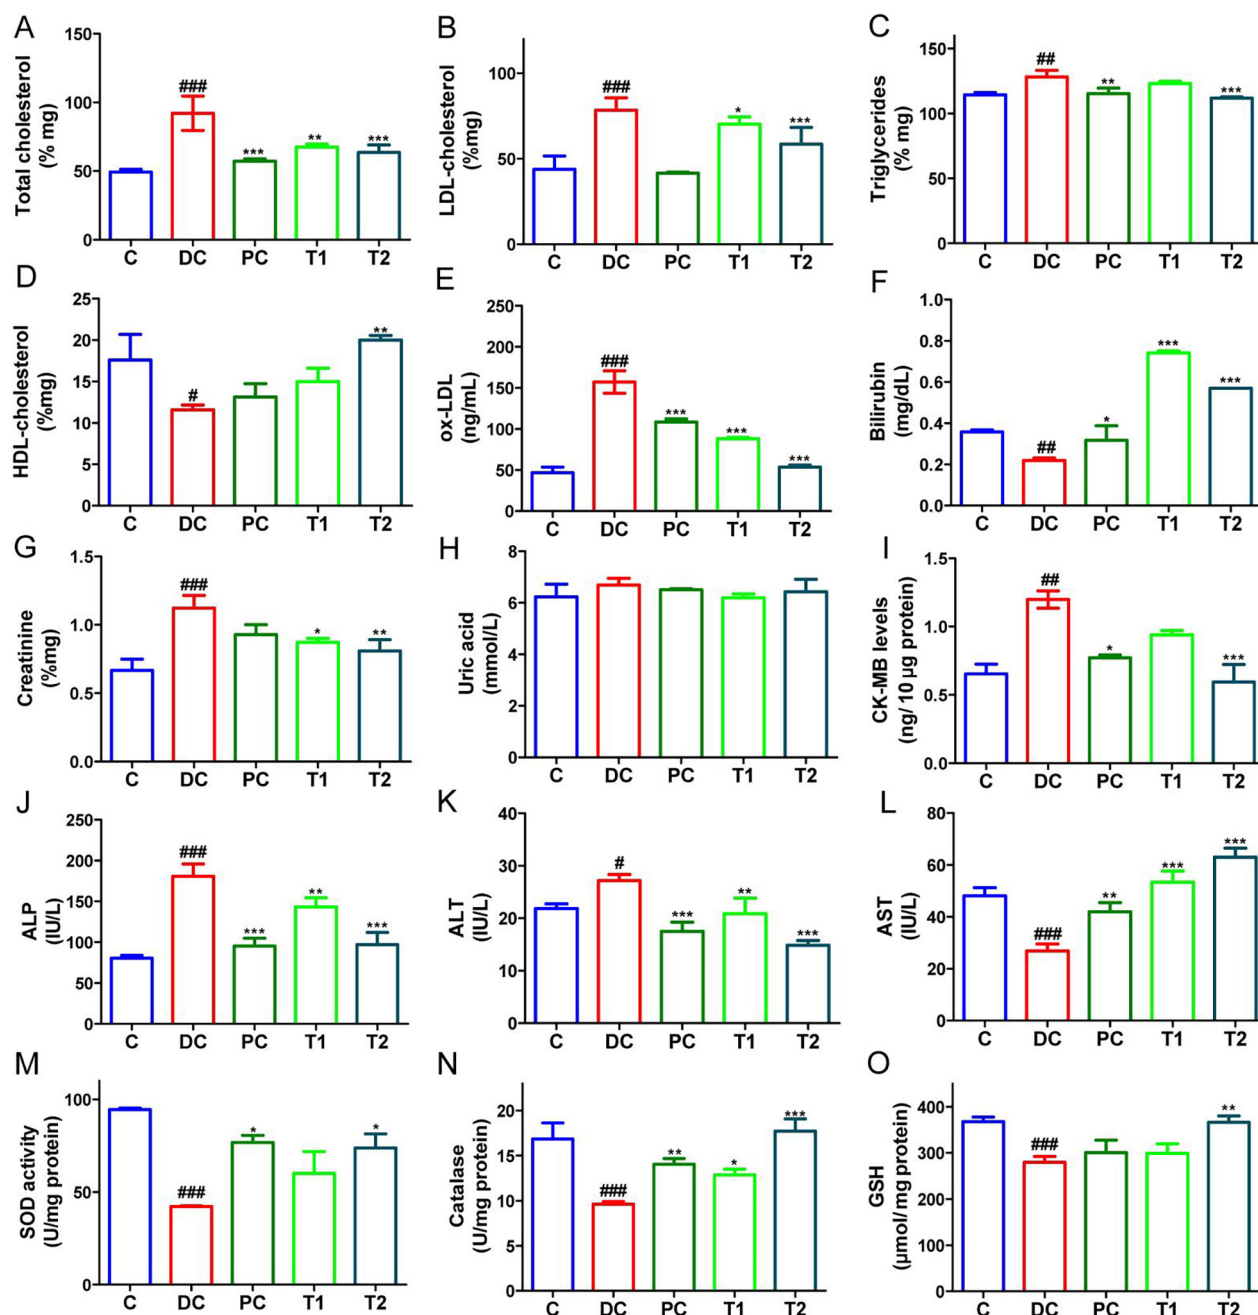 A
Total cholesterol
(% mg)
150
100
50
0
###
***
**
***
C DC PC T1 T2
B
LDL-cholesterol
(%mg)
100
50
0
###
*
***
C DC PC T1 T2
C
Triglycerides
(% mg)
150
100
50
0
##
**
***
C DC PC T1 T2
D
HDL-cholesterol
(%mg)
25
20
15
10
5
0
#
**
C DC PC T1 T2
E
ox-LDL
(ng/mL)
250
200
150
100
50
0
###
***
***
***
C DC PC T1 T2
F
Bilirubin
(mg/dL)
1.0
0.8
0.6
0.4
0.2
0.0
##
*
***
***
C DC PC T1 T2
G
Creatinine
(%mg)
1.5
1.0
0.5
0.0
###
*
**
C DC PC T1 T2
H
Uric acid
(mmol/L)
8
6
4
2
0
C DC PC T1 T2
I
CK-MB levels
(ng/ 10 µg protein)
1.5
1.0
0.5
0.0
##
*
***
C DC PC T1 T2
J
ALP
(IU/L)
250
200
150
100
50
0
###
***
**
***
C DC PC T1 T2
K
ALT
(IU/L)
40
30
20
10
0
#
***
**
***
C DC PC T1 T2
L
AST
(IU/L)
80
60
40
20
0
###
**
***
***
C DC PC T1 T2
M
SOD activity
(U/mg protein)
100
50
0
###
*
*
C DC PC T1 T2
N
Catalase
(U/mg protein)
20
15
10
5
0
###
**
*
***
C DC PC T1 T2
O
GSH
(µmol/ mg protein)
400
300
200
100
0
###
**
C DC PC T1 T2